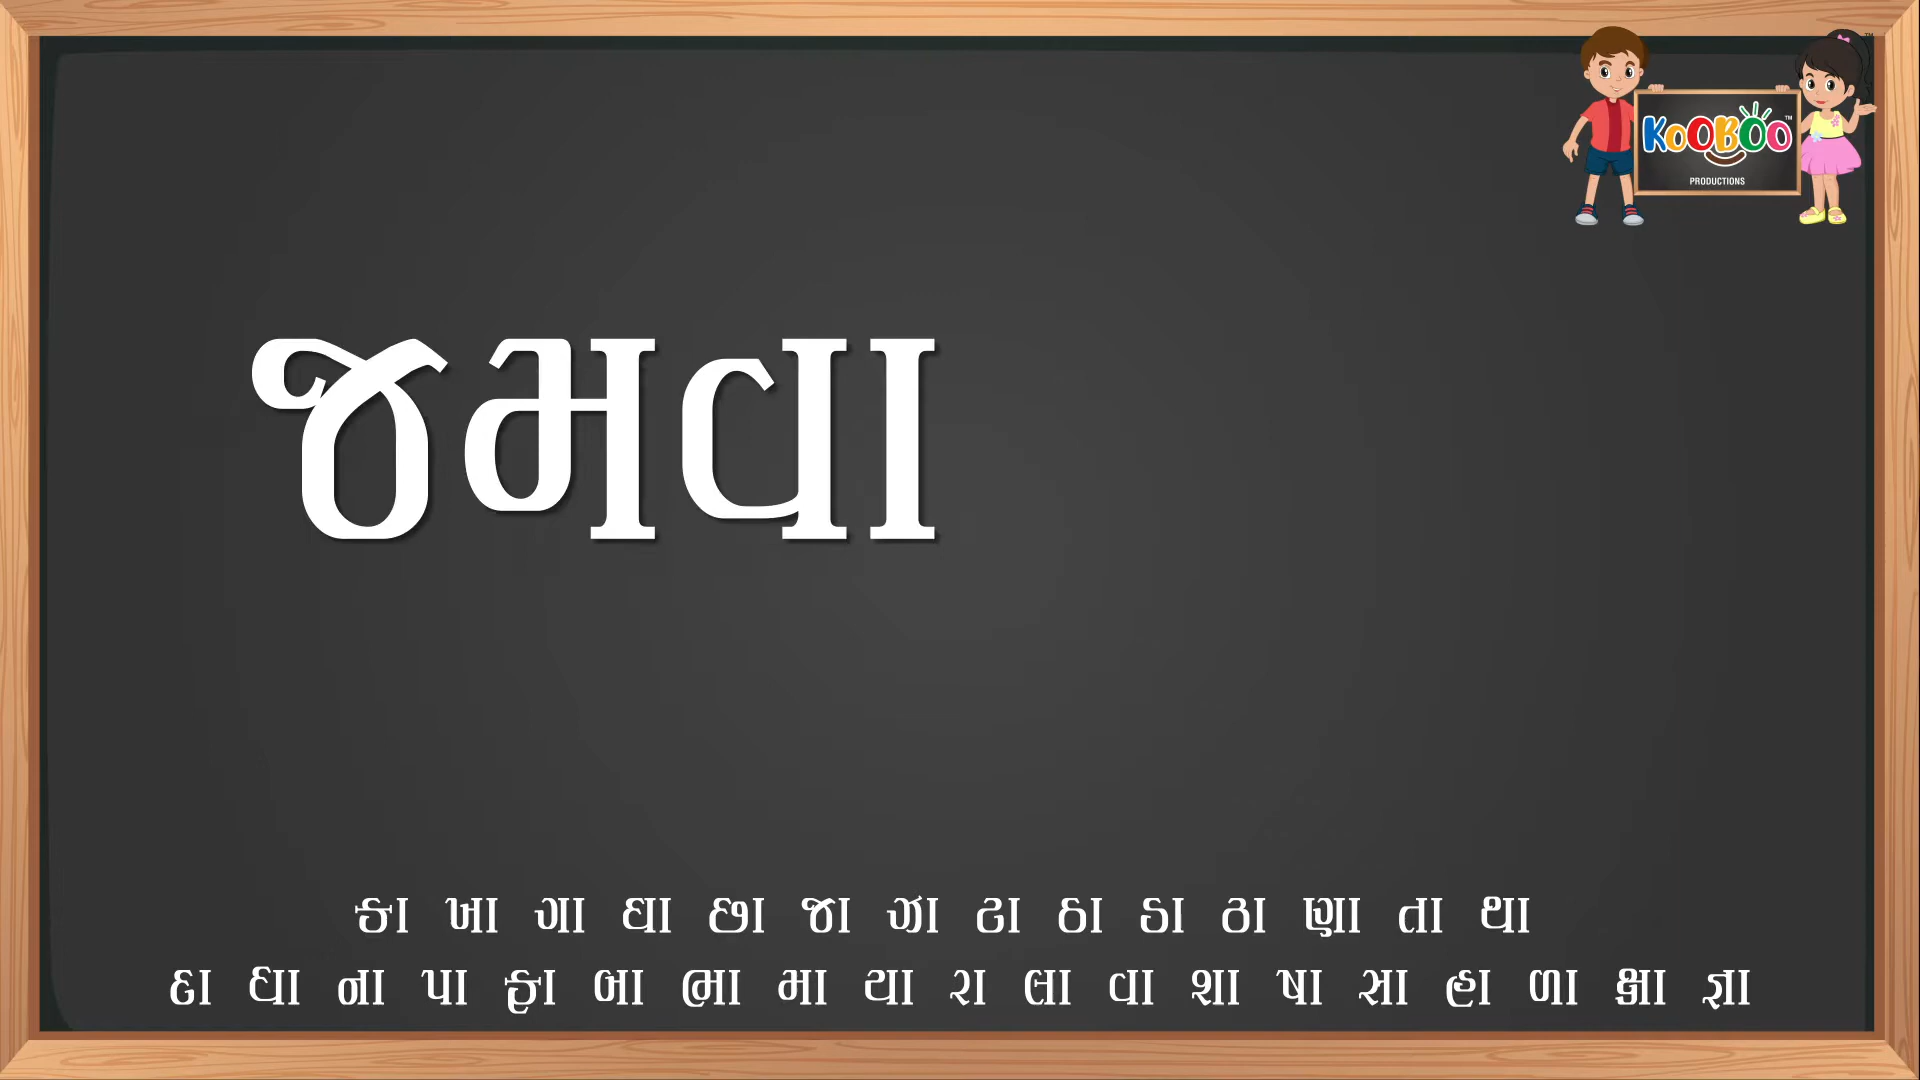 KOOBOO
PRODUCTIONS
જમવા
કા ખા ગા ઘા છા જા ઝા ટા ઠા ડા ઢા ણા તા થા
દા ધા ના પા ફા બા ભા મા યા રા લા વા શા ષા સા હા ળા ક્ષા જ્ઞા